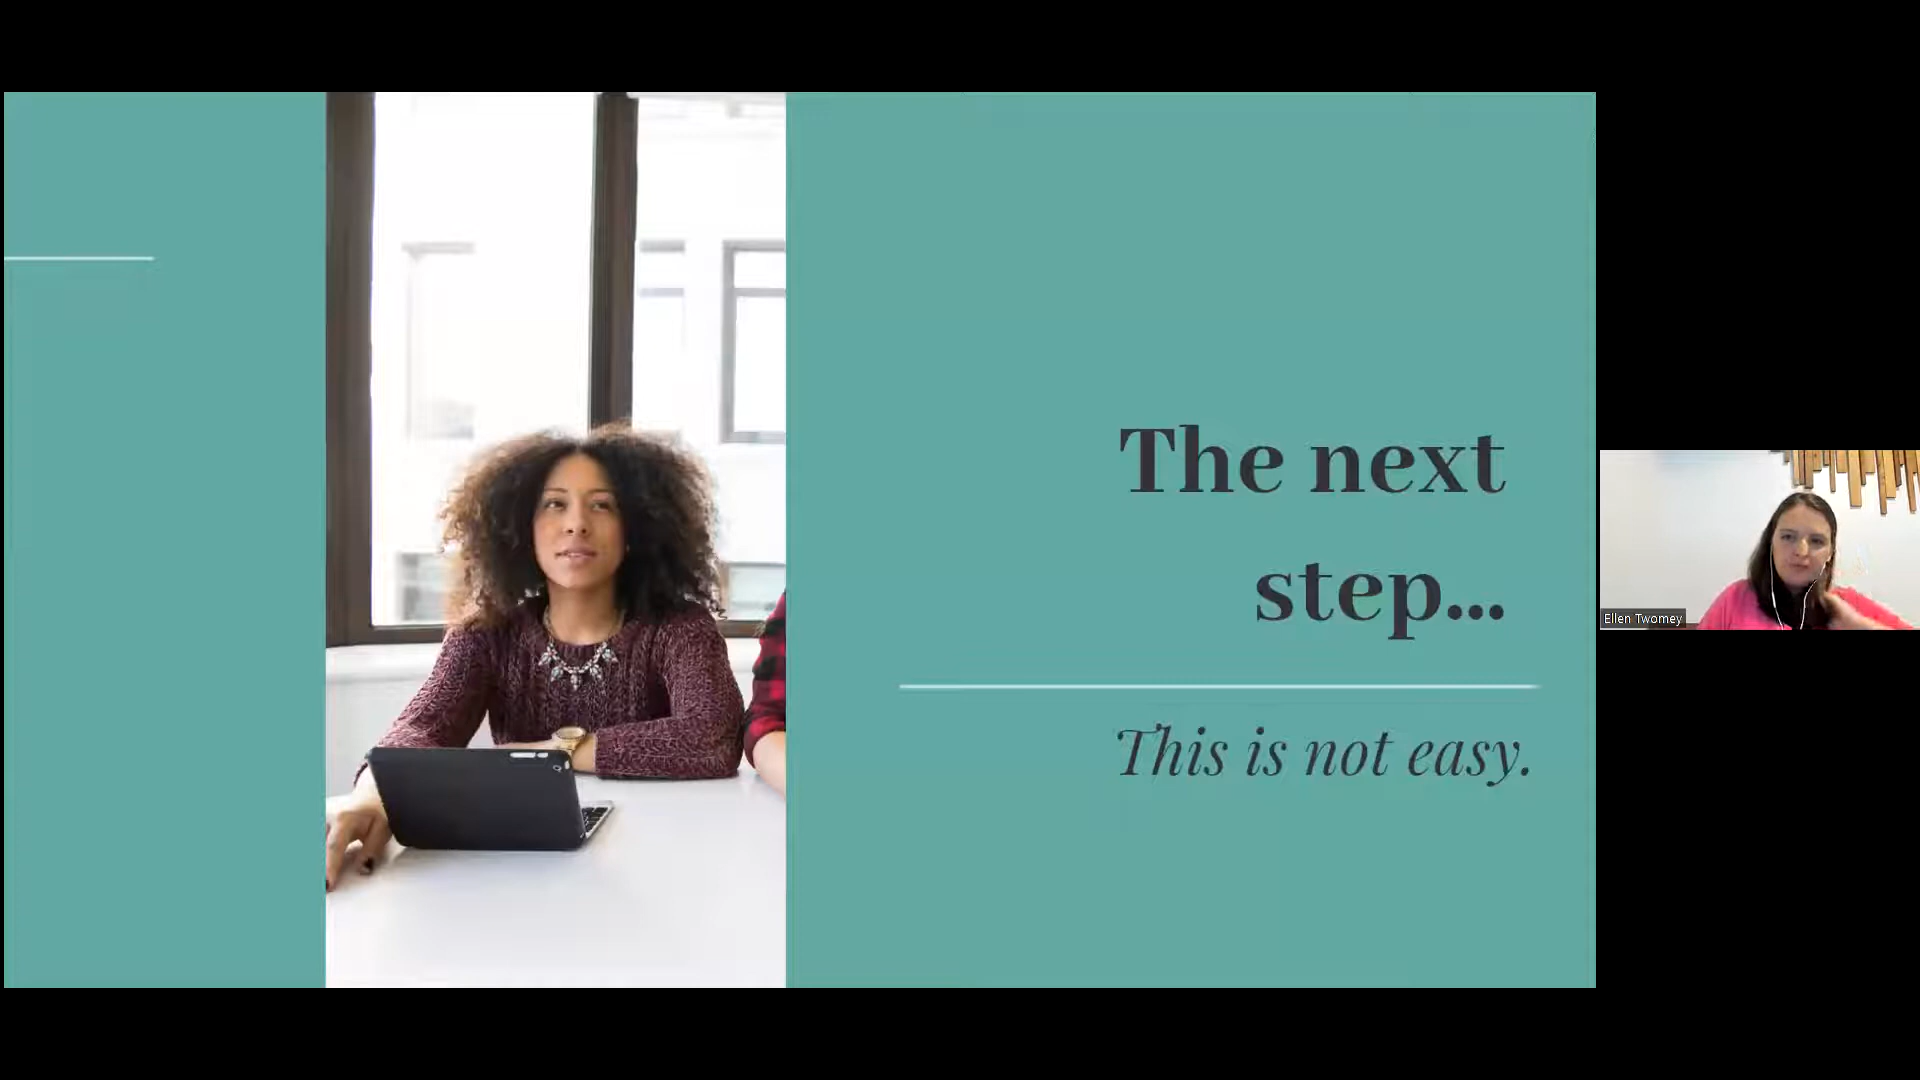 The next
step...
This is not easy.
Ellen Twomey